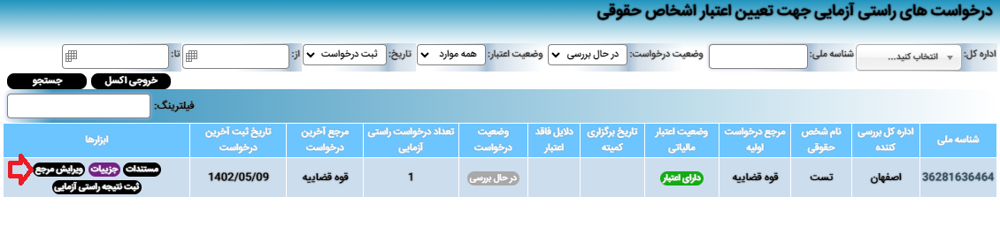 درخواست های راستی آزمایی جهت تعیین اعتبار اشخاص حقوقی
اداره کل: انتخاب کنید... شناسه ملی: وضعیت درخواست: در حال بررسی وضعیت اعتبار: همه موارد تاریخ: ثبت درخواست از: تا:
خروجی اکسل جستجو
فیلترینگ:
شناسه ملی اداره کل بررسی کننده نام شخص حقوقی مرجع درخواست اولیه وضعیت اعتبار مالیاتی تاریخ برگزاری کمیته دلایل فاقد اعتبار وضعیت درخواست تعداد درخواست راستی آزمایی مرجع آخرین درخواست تاریخ ثبت آخرین درخواست ابزارها
36281636464 اصفهان تست قوه قضاییه دارای اعتبار در حال بررسی 1 قوه قضاییه 1402/05/09 مستندات جزییات ویرایش مرجع
ثبت نتیجه راستی آزمایی